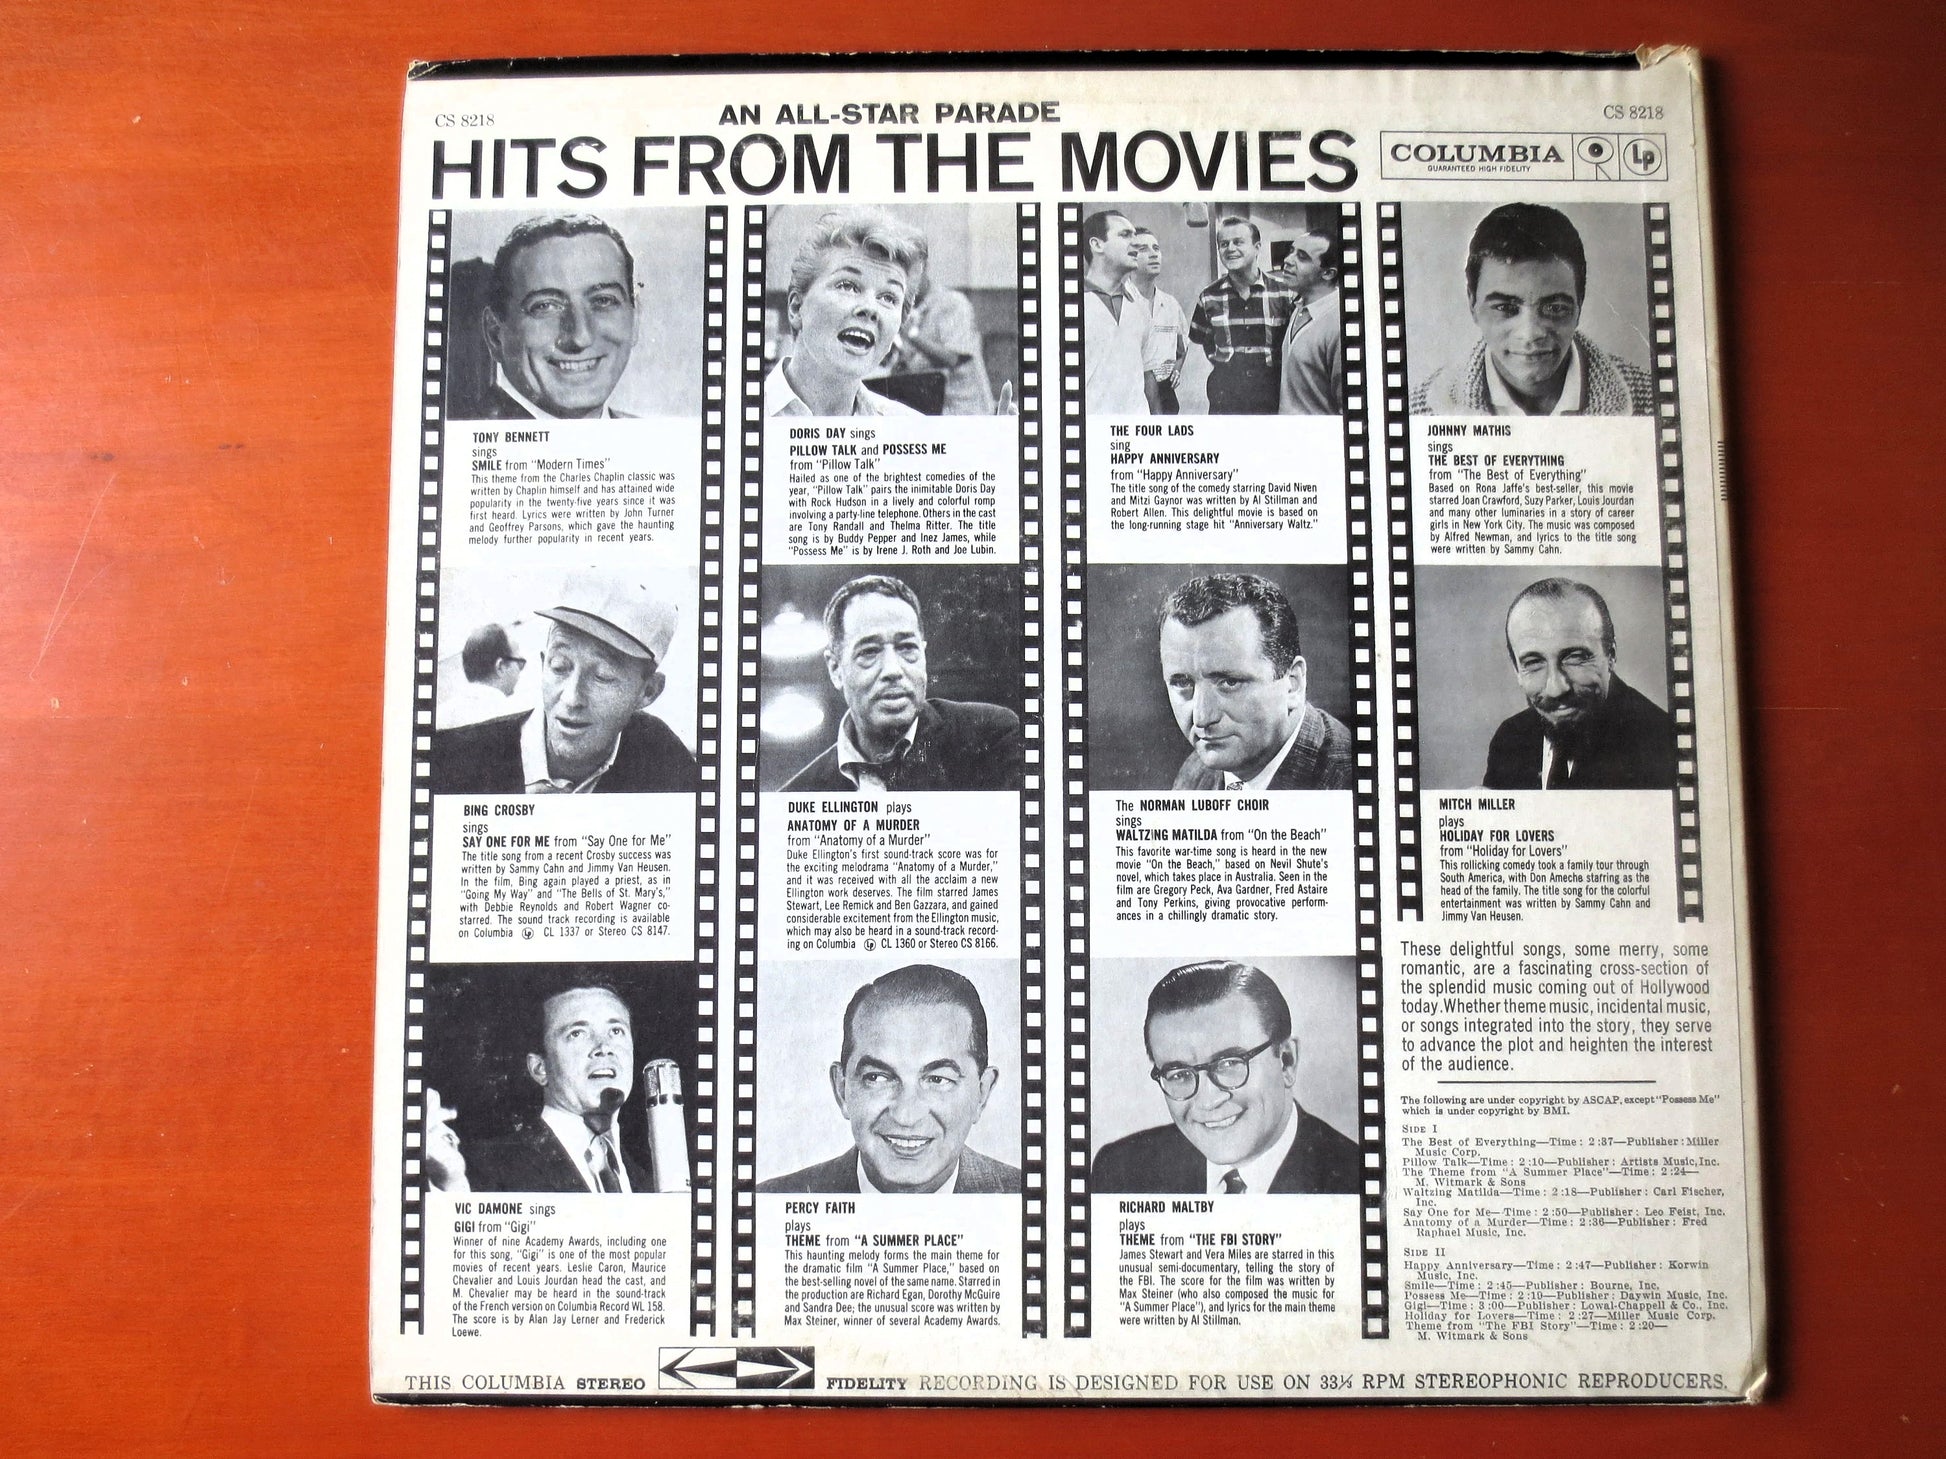 CS 8218
AN ALL-STAR PARADE
CS 8218
HITS FROM THE MOVIES
COLUMBIA
GUARANTEED HIGH FIDELITY
Lp
TONY BENNETT
sings
SMILE from "Modern Times"
This theme from the Charles Chaplin classic was
written by Chaplin himself and has attained wide
popularity in the twenty-five years since it was
first heard. Lyrics were written by John Turner
and Geoffrey Parsons, which gave the haunting
melody further popularity in recent years.
DORIS DAY sings
PILLOW TALK and POSSESS ME
from "Pillow Talk"
Hailed as one of the brightest comedies of the
year, "Pillow Talk" pairs the inimitable Doris Day
with Rock Hudson in a lively and colorful romp
involving a party-line telephone. Others in the cast
are Tony Randall and Thelma Ritter. The title
song is by Buddy Pepper and Inez James, while
"Possess Me" is by Irene J. Roth and Joe Lubin.
THE FOUR LADS
sing
HAPPY ANNIVERSARY
from "Happy Anniversary"
The title song of the comedy starring David Niven
and Mitzi Gaynor was written by Al Stillman and
Robert Allen. This delightful movie is based on
the long-running stage hit "Anniversary Waltz."
JOHNNY MATHIS
sings
THE BEST OF EVERYTHING
from "The Best of Everything"
Based on Rona Jaffe's best-seller, this movie
starred Joan Crawford, Suzy Parker, Louis Jourdan
and many other luminaries in a story of career
girls in New York City. The music was composed
by Alfred Newman, and lyrics to the title song
were written by Sammy Cahn.
BING CROSBY
sings
SAY ONE FOR ME from "Say One for Me"
The title song from a recent Crosby success was
written by Sammy Cahn and Jimmy Van Heusen.
In the film, Bing again played a priest, as in
"Going My Way" and "The Bells of St. Mary's,"
with Debbie Reynolds and Robert Wagner co-
starred. The sound track recording is available
on Columbia Lp CL 1337 or Stereo CS 8147.
DUKE ELLINGTON plays
ANATOMY OF A MURDER
from "Anatomy of a Murder"
Duke Ellington's first sound-track score was for
the exciting melodrama "Anatomy of a Murder,"
and it was received with all the acclaim a new
Ellington work deserves. The film starred James
Stewart, Lee Remick and Ben Gazzara, and gained
considerable excitement from the Ellington music,
which may also be heard in a sound-track record-
ing on Columbia Lp CL 1360 or Stereo CS 8166.
The NORMAN LUBOFF CHOIR
sings
WALTZING MATILDA from "On the Beach"
This favorite war-time song is heard in the new
movie "On the Beach," based on Nevil Shute's
novel, which takes place in Australia. Seen in the
film are Gregory Peck, Ava Gardner, Fred Astaire
and Tony Perkins, giving provocative perform-
ances in a chillingly dramatic story.
MITCH MILLER
plays
HOLIDAY FOR LOVERS
from "Holiday for Lovers"
This rollicking comedy took a family tour through
South America, with Don Ameche starring as the
head of the family. The title song for the colorful
entertainment was written by Sammy Cahn and
Jimmy Van Heusen.
VIC DAMONE sings
GIGI from "Gigi"
Winner of nine Academy Awards, including one
for this song, "Gigi" is one of the most popular
movies of recent years. Leslie Caron, Maurice
Chevalier and Louis Jourdan head the cast, and
M. Chevalier may be heard in the sound-track
of the French version on Columbia Record WL 158.
The score is by Alan Jay Lerner and Frederick
Loewe.
PERCY FAITH
plays
THEME from "A SUMMER PLACE"
This haunting melody forms the main theme for
the dramatic film "A Summer Place," based on
the best-selling novel of the same name. Starred in
the production are Richard Egan, Dorothy McGuire
and Sandra Dee; the unusual score was written by
Max Steiner, winner of several Academy Awards.
RICHARD MALTBY
plays
THEME from "THE FBI STORY"
James Stewart and Vera Miles are starred in this
unusual semi-documentary, telling the story of
the FBI. The score for the film was written by
Max Steiner (who also composed the music for
"A Summer Place"), and lyrics for the main theme
were written by Al Stillman.
These delightful songs, some merry, some
romantic, are a fascinating cross-section of
the splendid music coming out of Hollywood
today. Whether theme music, incidental music,
or songs integrated into the story, they serve
to advance the plot and heighten the interest
of the audience.
The following are under copyright by ASCAP, except "Possess Me"
which is under copyright by BMI.
SIDE I
The Best of Everything—Time: 2:37—Publisher: Miller
Music Corp.
Pillow Talk—Time: 2:10—Publisher: Artists Music, Inc.
The Theme from "A Summer Place"—Time: 2:24—
M. Witmark & Sons
Waltzing Matilda—Time: 2:18—Publisher: Carl Fischer,
Inc.
Say One for Me—Time: 2:50—Publisher: Leo Feist, Inc.
Anatomy of a Murder—Time: 2:36—Publisher: Fred
Raphael Music, Inc.
SIDE II
Happy Anniversary—Time: 2:47—Publisher: Korwin
Music, Inc.
Smile—Time: 2:45—Publisher: Bourne, Inc.
Possess Me—Time: 2:19—Publisher: Daywin Music, Inc.
Gigi—Time: 3:00—Publisher: Lowal-Chappell & Co., Inc.
Holiday for Lovers—Time: 2:27—Miller Music Corp.
Theme from "The FBI Story"—Time: 2:20—
M. Witmark & Sons
THIS COLUMBIA STEREO FIDELITY RECORDING IS DESIGNED FOR USE ON 33⅓ RPM STEREOPHONIC REPRODUCERS.